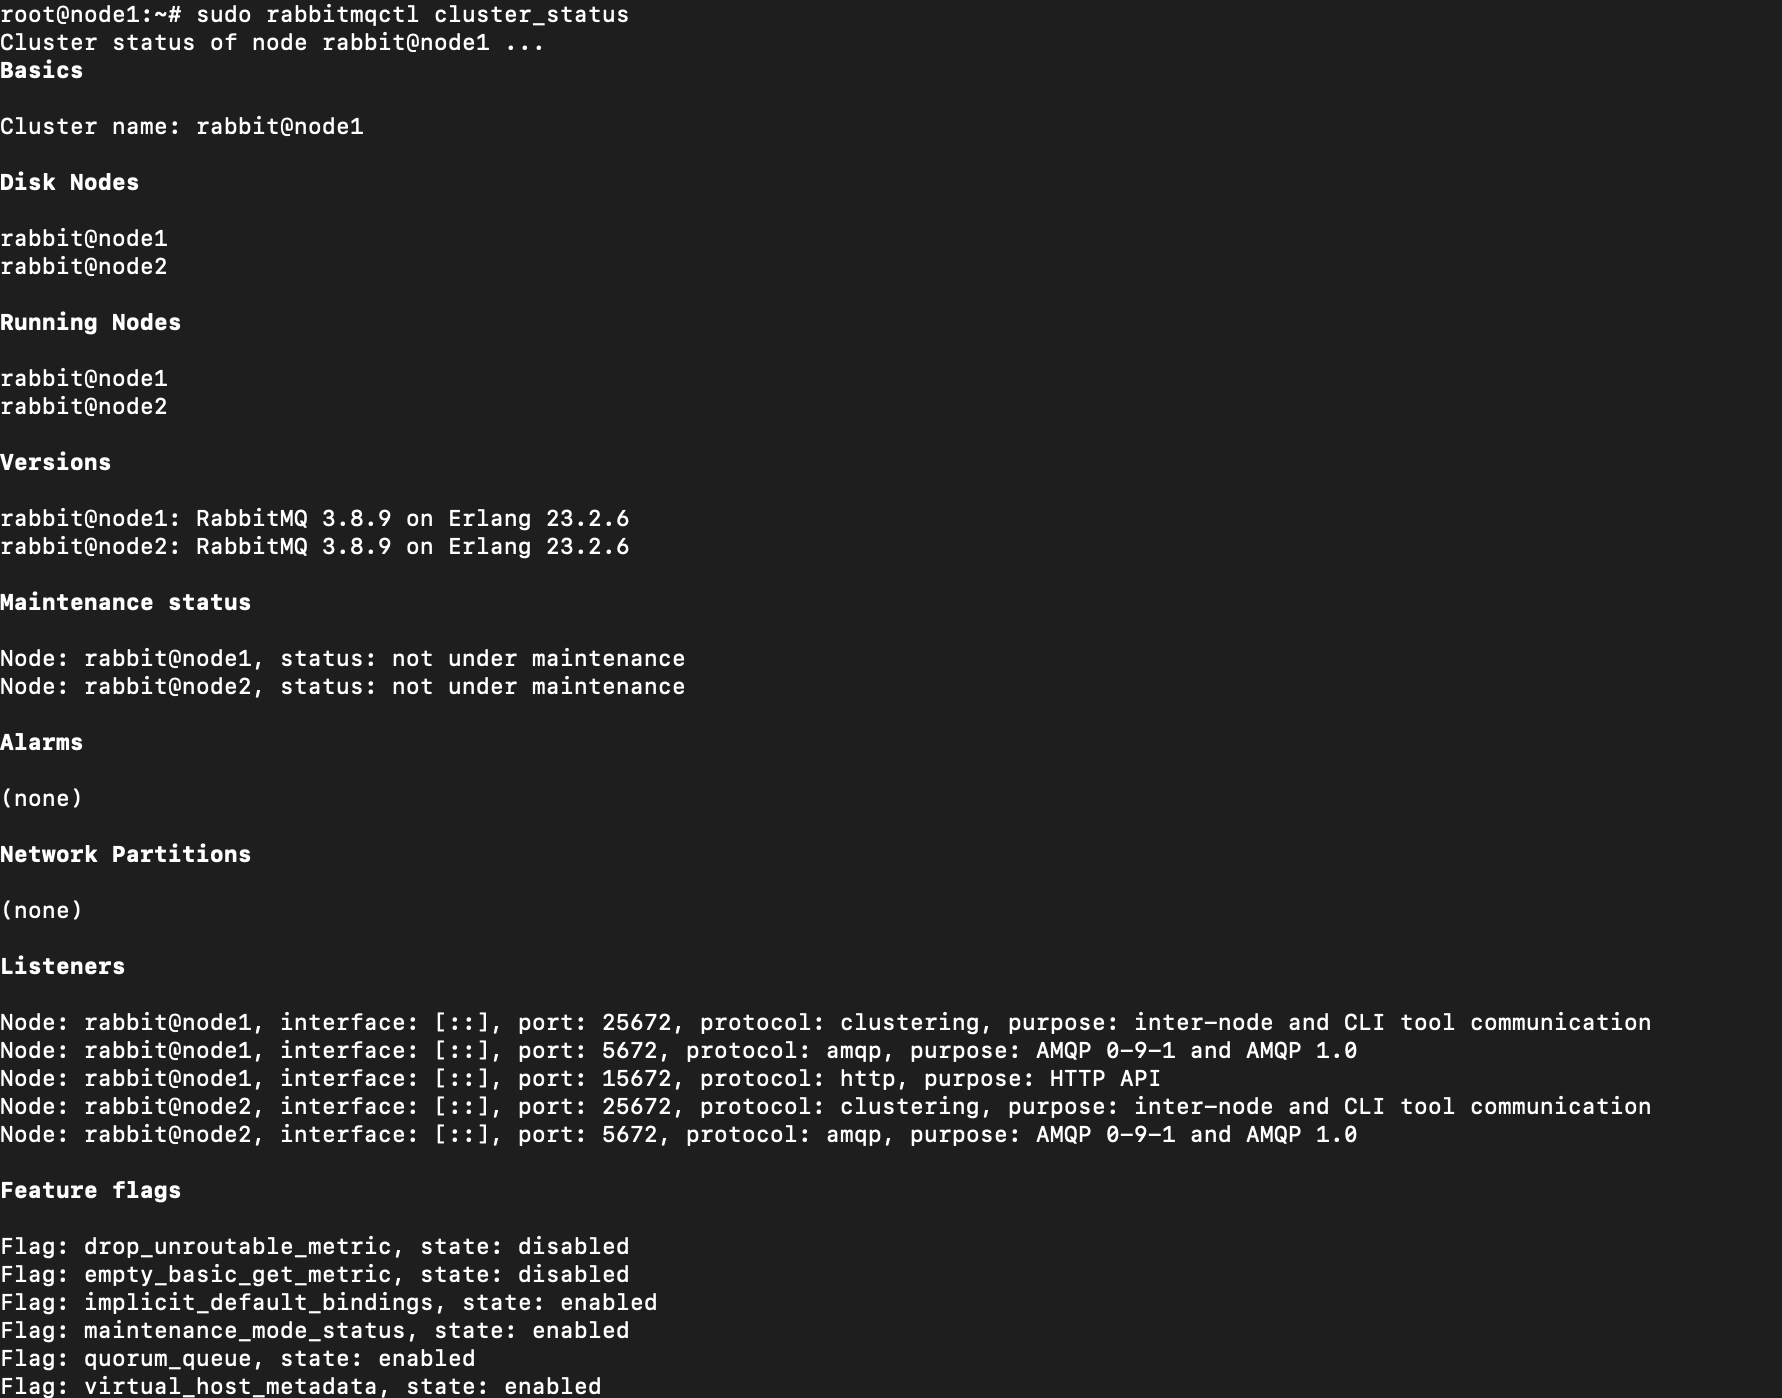 root@node1:~# sudo rabbitmqctl cluster_status
Cluster status of node rabbit@node1 ...
Basics
Cluster name: rabbit@node1
Disk Nodes
rabbit@node1
rabbit@node2
Running Nodes
rabbit@node1
rabbit@node2
Versions
rabbit@node1: RabbitMQ 3.8.9 on Erlang 23.2.6
rabbit@node2: RabbitMQ 3.8.9 on Erlang 23.2.6
Maintenance status
Node: rabbit@node1, status: not under maintenance
Node: rabbit@node2, status: not under maintenance
Alarms
(none)
Network Partitions
(none)
Listeners
Node: rabbit@node1, interface: [::], port: 25672, protocol: clustering, purpose: inter-node and CLI tool communication
Node: rabbit@node1, interface: [::], port: 5672, protocol: amqp, purpose: AMQP 0-9-1 and AMQP 1.0
Node: rabbit@node1, interface: [::], port: 15672, protocol: http, purpose: HTTP API
Node: rabbit@node2, interface: [::], port: 25672, protocol: clustering, purpose: inter-node and CLI tool communication
Node: rabbit@node2, interface: [::], port: 5672, protocol: amqp, purpose: AMQP 0-9-1 and AMQP 1.0
Feature flags
Flag: drop_unroutable_metric, state: disabled
Flag: empty_basic_get_metric, state: disabled
Flag: implicit_default_bindings, state: enabled
Flag: maintenance_mode_status, state: enabled
Flag: quorum_queue, state: enabled
Flag: virtual_host_metadata, state: enabled